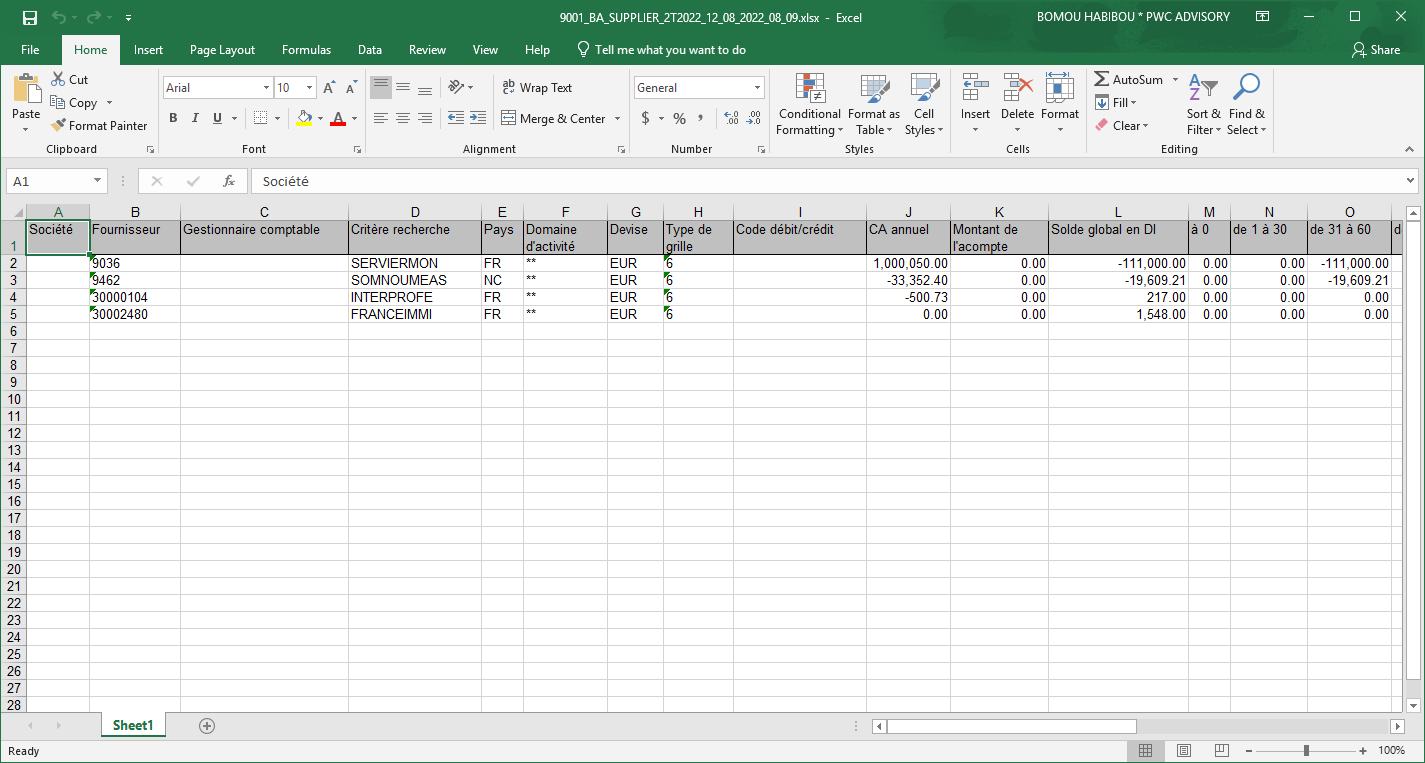 9001_BA_SUPPLIER_2T2022_12_08_2022_08_09.xlsx - Excel
BOMOU HABIBOU * PWC ADVISORY
File Home Insert Page Layout Formulas Data Review View Help Tell me what you want to do Share
Paste
Cut
Copy
Format Painter
Clipboard
Arial 10
B I U
Font
Wrap Text
Merge & Center
Alignment
General
$ % ,
Number
Conditional Formatting
Format as Table
Cell Styles
Styles
Insert Delete Format
Cells
AutoSum
Fill
Clear
Sort & Filter
Find & Select
Editing
A1 fx Société
A B C D E F G H I J K L M N O
1 Société Fournisseur Gestionnaire comptable Critère recherche Pays Domaine d'activité Devise Type de grille Code débit/crédit CA annuel Montant de l'acompte Solde global en DI à 0 de 1 à 30 de 31 à 60 d
2 9036 SERVIERMON FR ** EUR 6 1,000,050.00 0.00 -111,000.00 0.00 0.00 -111,000.00
3 9462 SOMNOUMEAS NC ** EUR 6 -33,352.40 0.00 -19,609.21 0.00 0.00 -19,609.21
4 30000104 INTERPROFE FR ** EUR 6 -500.73 0.00 217.00 0.00 0.00 0.00
5 30002480 FRANCEIMMI FR ** EUR 6 0.00 0.00 1,548.00 0.00 0.00 0.00
6
7
8
9
10
11
12
13
14
15
16
17
18
19
20
21
22
23
24
25
26
27
28
Sheet1
Ready
100%